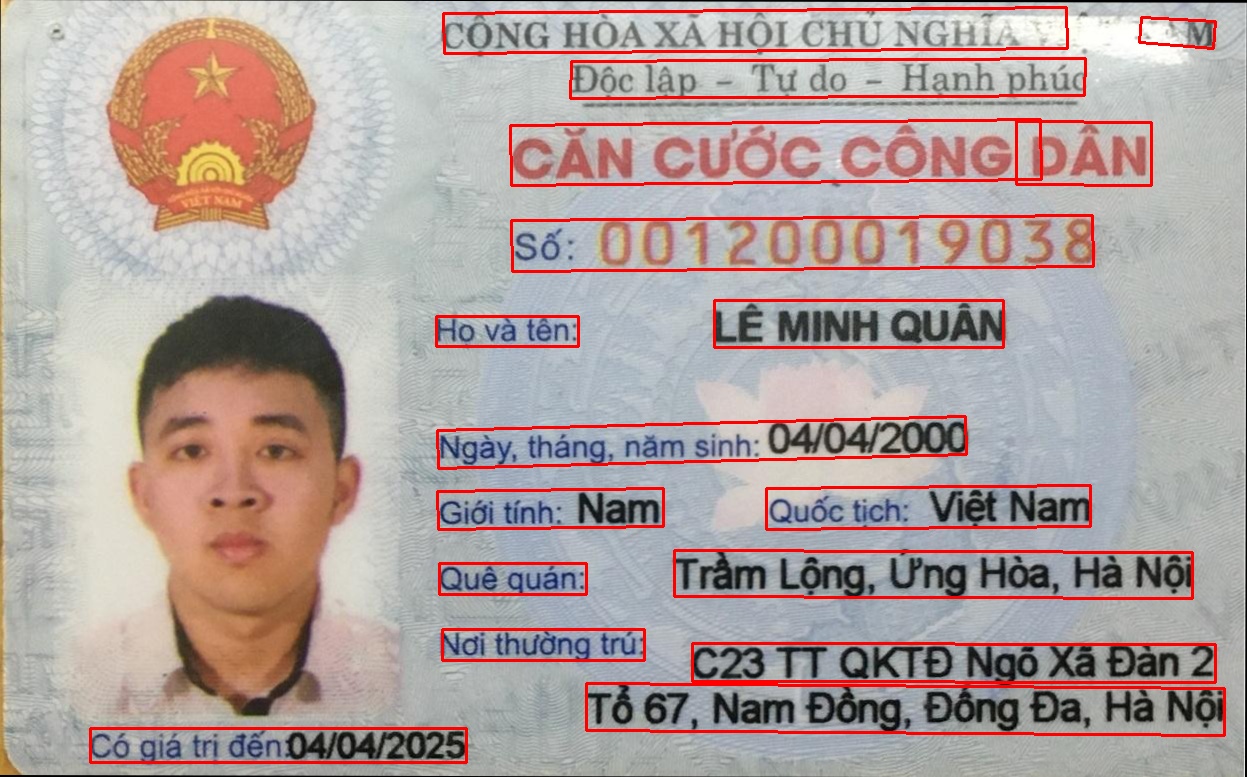 CỘNG HÒA XÃ HỘI CHỦ NGHĨA VIỆT NAM
Độc lập - Tự do - Hạnh phúc
CĂN CƯỚC CÔNG DÂN
Số: 001200019038
Họ và tên: LÊ MINH QUÂN
Ngày, tháng, năm sinh: 04/04/2000
Giới tính: Nam Quốc tịch: Việt Nam
Quê quán: Trầm Lộng, Ứng Hòa, Hà Nội
Nơi thường trú: C23 TT QKTĐ Ngõ Xã Đàn 2
Tổ 67, Nam Đồng, Đống Đa, Hà Nội
Có giá trị đến: 04/04/2025
VIỆT NAM